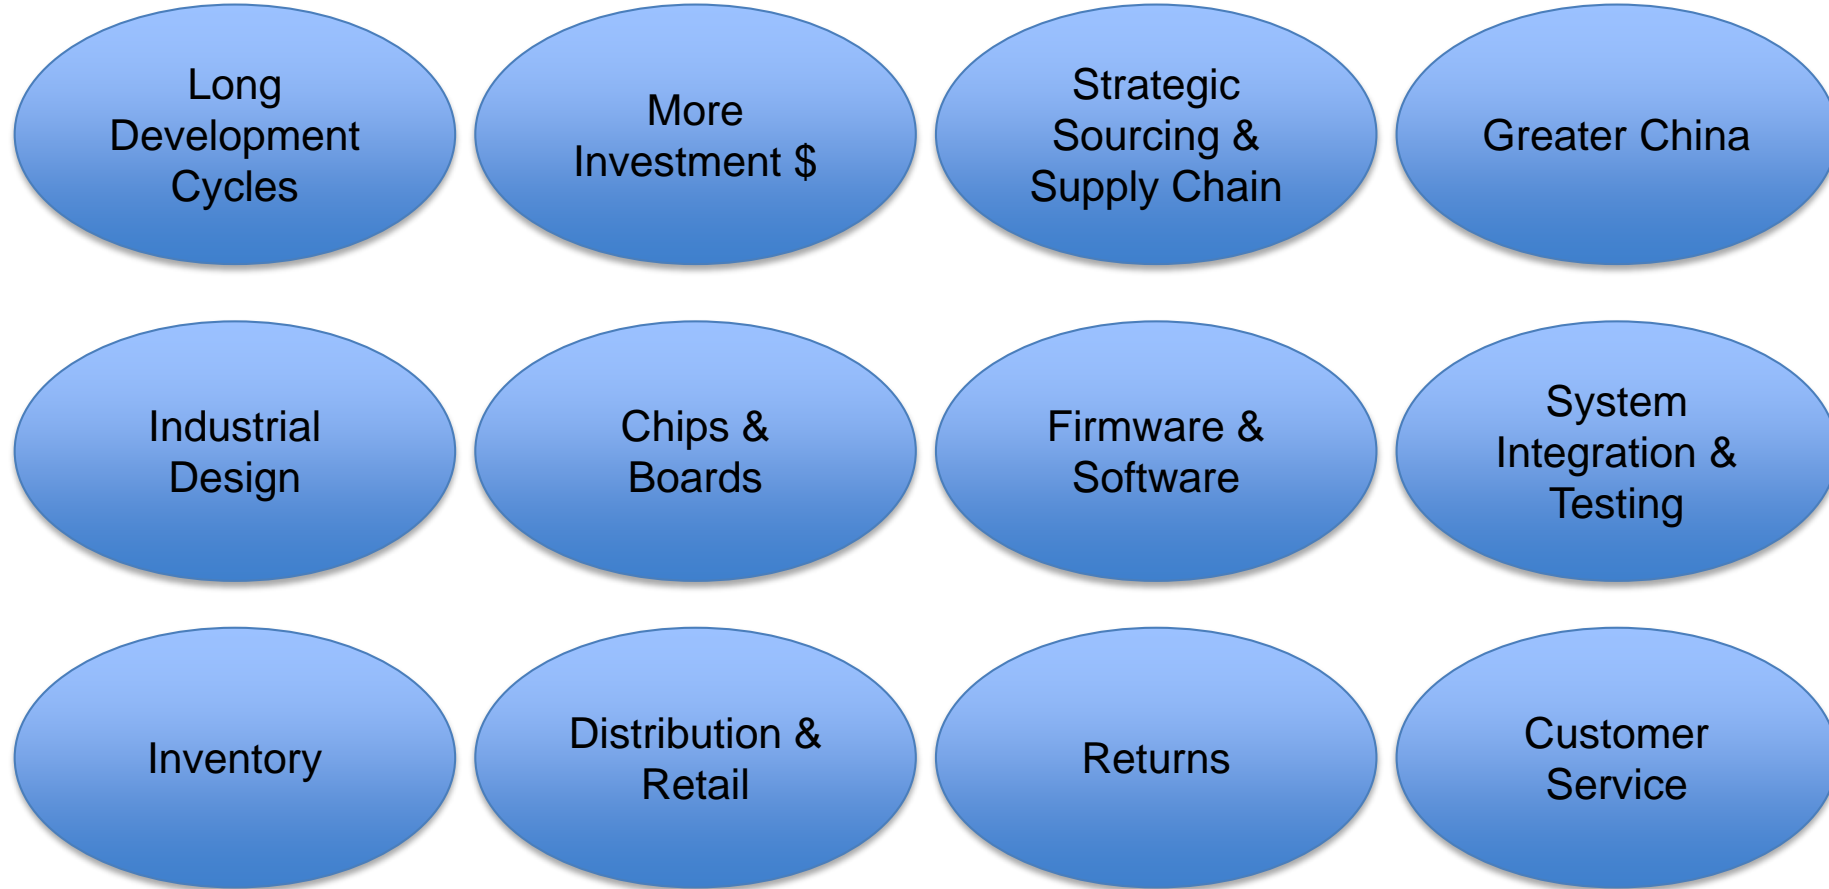 Long
Development
Cycles
More
Investment $
Strategic
Sourcing &
Supply Chain
Greater China
Industrial
Design
Chips &
Boards
Firmware &
Software
System
Integration &
Testing
Inventory
Distribution &
Retail
Returns
Customer
Service